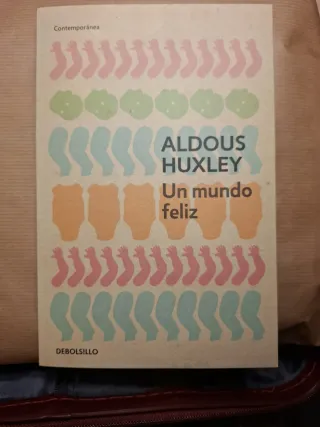 Contemporánea
ALDOUS
HUXLEY
Un mundo
feliz
DEBOLSILLO